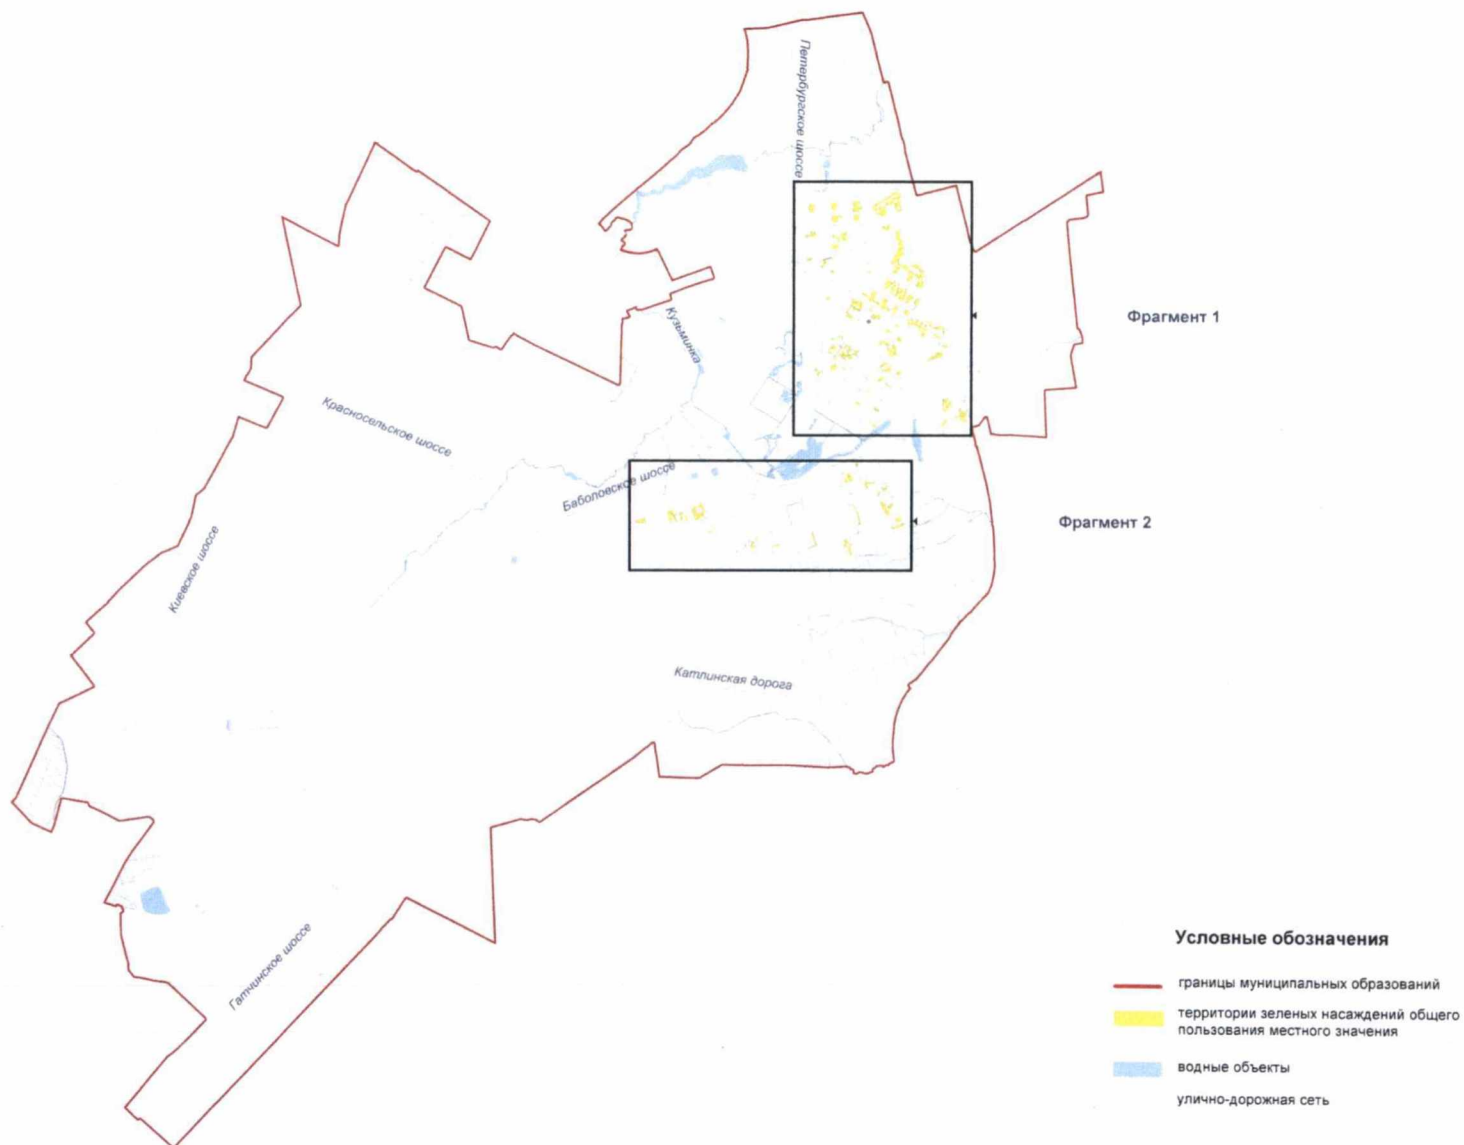 Петербургское шоссе
Фрагмент 1
Кузьминка
Красносельское шоссе
Баболовское шоссе
Фрагмент 2
Киевское шоссе
Катлинская дорога
Гатчинское шоссе
Условные обозначения
границы муниципальных образований
территории зеленых насаждений общего
пользования местного значения
водные объекты
улично-дорожная сеть